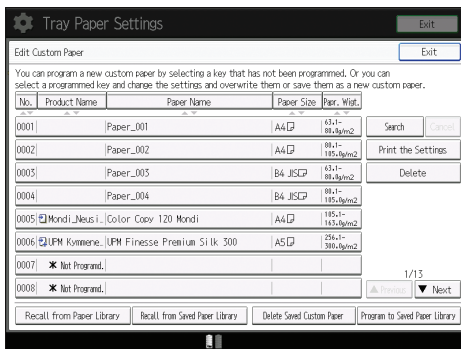 Tray Paper Settings
Exit
Edit Custom Paper
Exit
You can program a new custom paper by selecting a key that has not been programmed. Or you can
select a programmed key and change the settings and overwrite them or save them as a new custom paper.
No. Product Name Paper Name Paper Size Papr. Wigt.
0001 Paper_001 A4 63.1-
80.0g/m2
Search Cancel
0002 Paper_002 A4 80.1-
105.0g/m2
Print the Settings
0003 Paper_003 B4 JIS 63.1-
80.0g/m2
Delete
0004 Paper_004 80.1-
105.0g/m2
0005 Mondi_Neusi.. Color Copy 120 Mondi A4 105.1-
163.0g/m2
0006 UPM Kymmene.. UPM Finesse Premium Silk 300 A5 256.1-
300.0g/m2
0007 * Not Programd.
1/13
0008 * Not Programd.
▲ Previous ▼ Next
Recall from Paper Library Recall from Saved Paper Library Delete Saved Custom Paper Program to Saved Paper Library